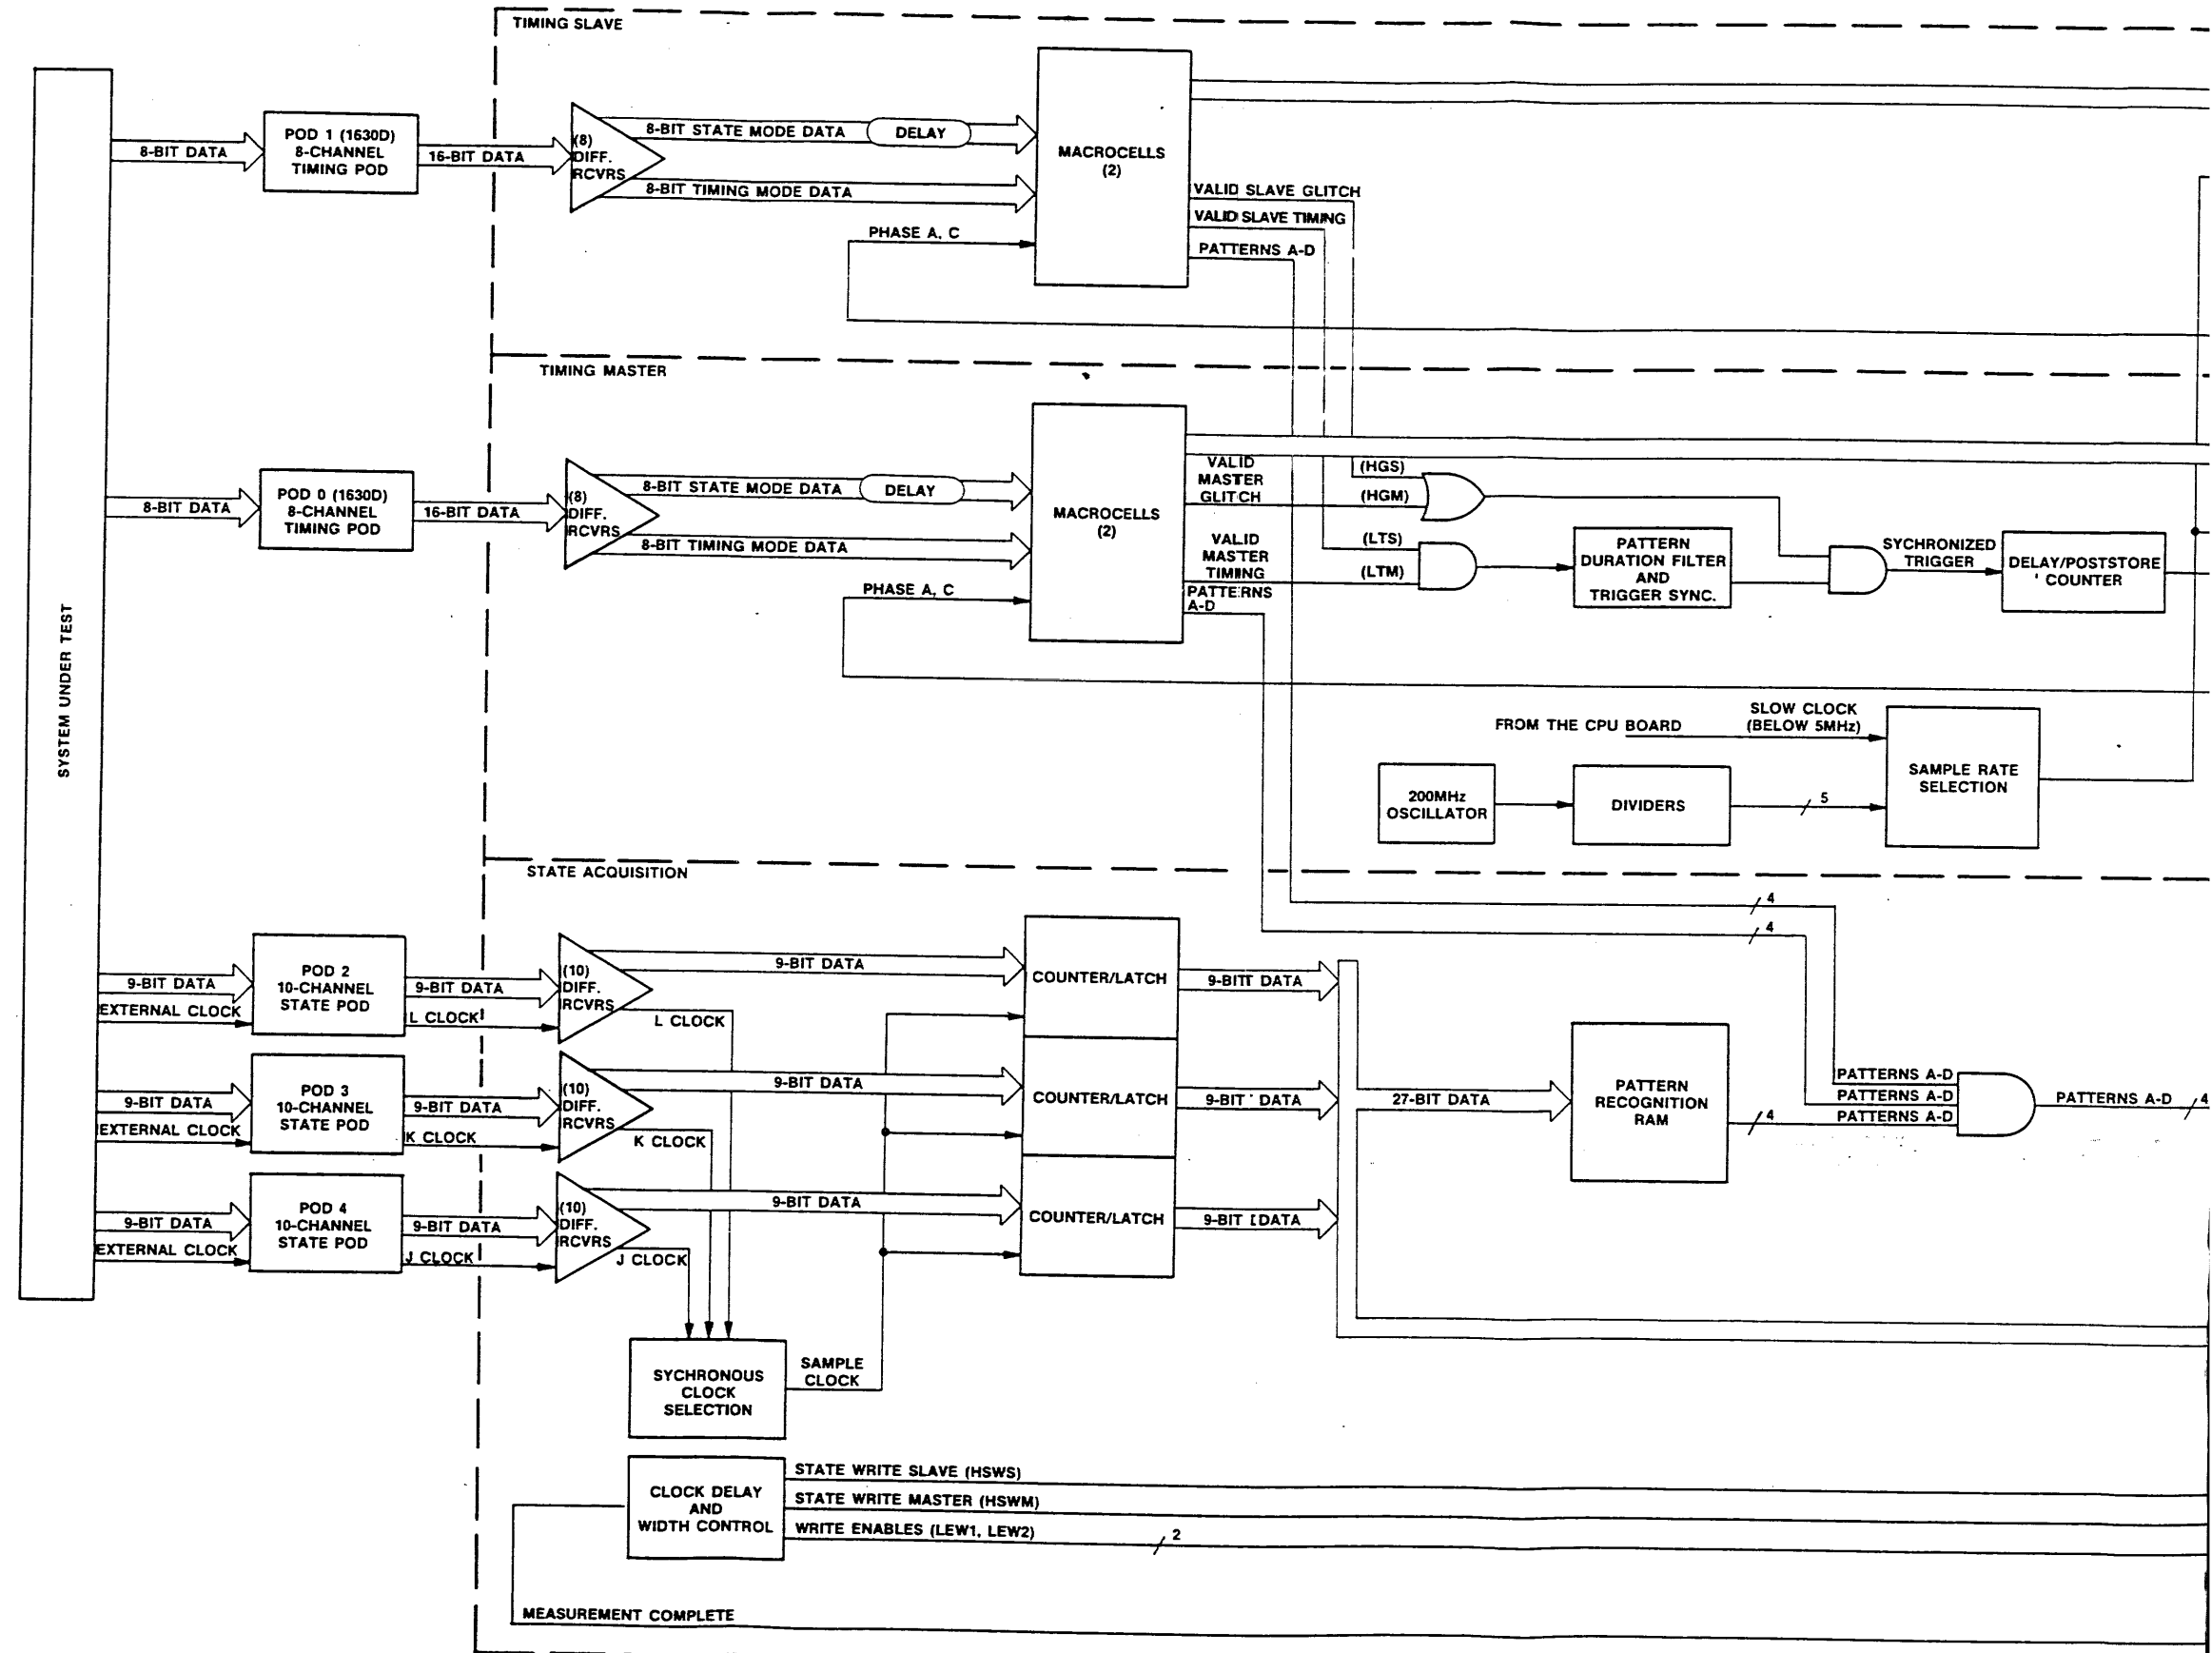 TIMING SLAVE
POD 1 (1630D)
8-CHANNEL
TIMING POD
8-BIT DATA
16-BIT DATA
(8)
DIFF.
RCVRS
8-BIT STATE MODE DATA
DELAY
8-BIT TIMING MODE DATA
PHASE A, C
MACROCELLS
(2)
VALID SLAVE GLITCH
VALID SLAVE TIMING
PATTERNS A-D
TIMING MASTER
SYSTEM UNDER TEST
8-BIT DATA
POD 0 (1630D)
8-CHANNEL
TIMING POD
16-BIT DATA
(8)
DIFF.
RCVRS
8-BIT STATE MODE DATA
DELAY
8-BIT TIMING MODE DATA
PHASE A, C
MACROCELLS
(2)
VALID
MASTER
GLITCH
(HGS)
(HGM)
VALID
MASTER
TIMING
(LTS)
(LTM)
PATTERNS
A-D
PATTERN
DURATION FILTER
AND
TRIGGER SYNC.
SYCHRONIZED
TRIGGER
DELAY/POSTSTORE
COUNTER
FROM THE CPU BOARD
SLOW CLOCK
(BELOW 5MHz)
200MHz
OSCILLATOR
DIVIDERS
5
SAMPLE RATE
SELECTION
STATE ACQUISITION
4
4
9-BIT DATA
EXTERNAL CLOCK
POD 2
10-CHANNEL
STATE POD
9-BIT DATA
L CLOCK
(10)
DIFF.
RCVRS
9-BIT DATA
L CLOCK
COUNTER/LATCH
9-BIT DATA
9-BIT DATA
EXTERNAL CLOCK
POD 3
10-CHANNEL
STATE POD
9-BIT DATA
K CLOCK
(10)
DIFF.
RCVRS
9-BIT DATA
K CLOCK
COUNTER/LATCH
9-BIT DATA
27-BIT DATA
PATTERN
RECOGNITION
RAM
4
PATTERNS A-D
PATTERNS A-D
PATTERNS A-D
PATTERNS A-D
4
9-BIT DATA
EXTERNAL CLOCK
POD 4
10-CHANNEL
STATE POD
9-BIT DATA
J CLOCK
(10)
DIFF.
RCVRS
9-BIT DATA
J CLOCK
COUNTER/LATCH
9-BIT DATA
SYCHRONOUS
CLOCK
SELECTION
SAMPLE
CLOCK
CLOCK DELAY
AND
WIDTH CONTROL
STATE WRITE SLAVE (HSWS)
STATE WRITE MASTER (HSWM)
WRITE ENABLES (LEW1, LEW2)
2
MEASUREMENT COMPLETE